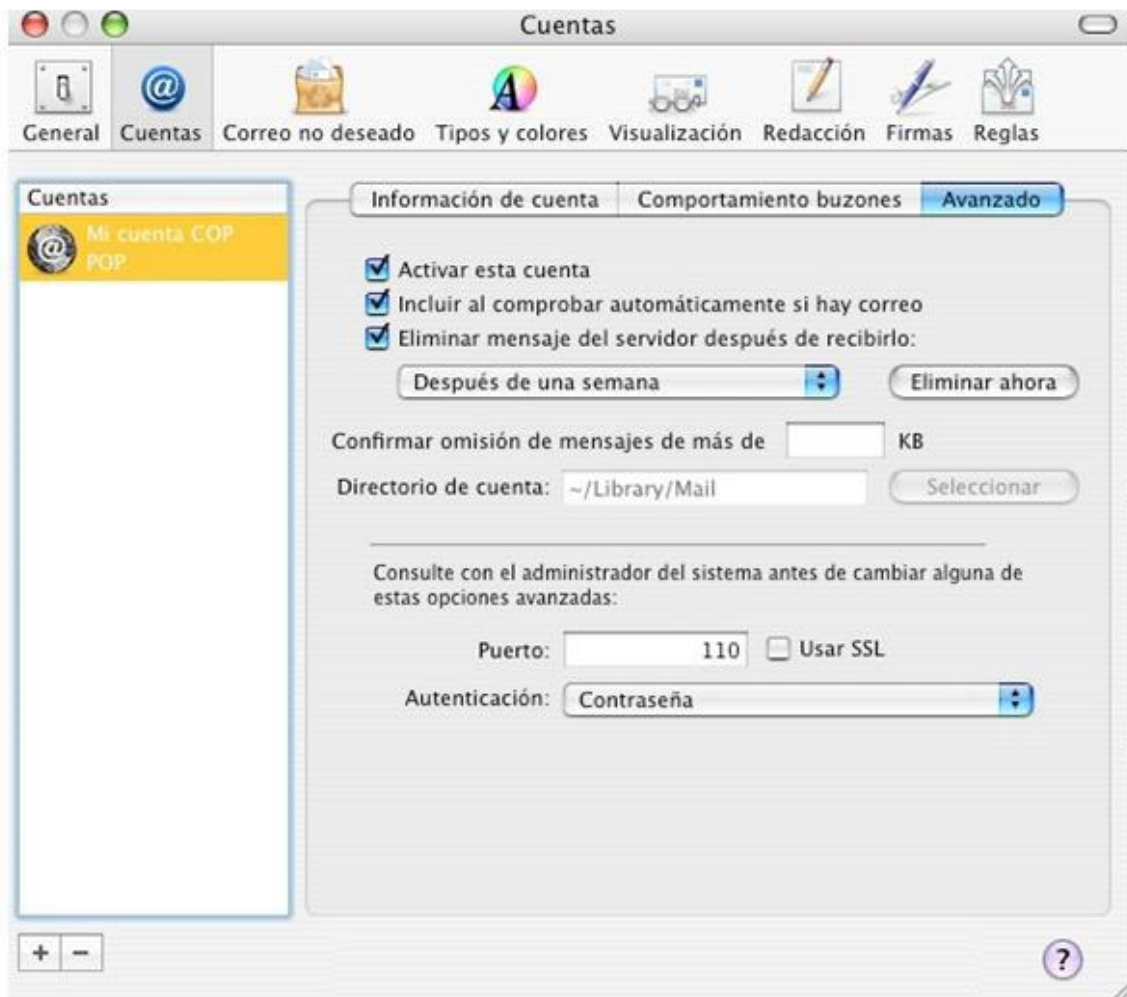 Cuentas
General Cuentas Correo no deseado Tipos y colores Visualización Redacción Firmas Reglas
Cuentas
Mi cuenta COP
POP
Información de cuenta Comportamiento buzones Avanzado
Activar esta cuenta
Incluir al comprobar automáticamente si hay correo
Eliminar mensaje del servidor después de recibirlo:
Después de una semana Eliminar ahora
Confirmar omisión de mensajes de más de KB
Directorio de cuenta: ~/Library/Mail Seleccionar
Consulte con el administrador del sistema antes de cambiar alguna de
estas opciones avanzadas:
Puerto: 110 Usar SSL
Autenticación: Contraseña
+ − ?